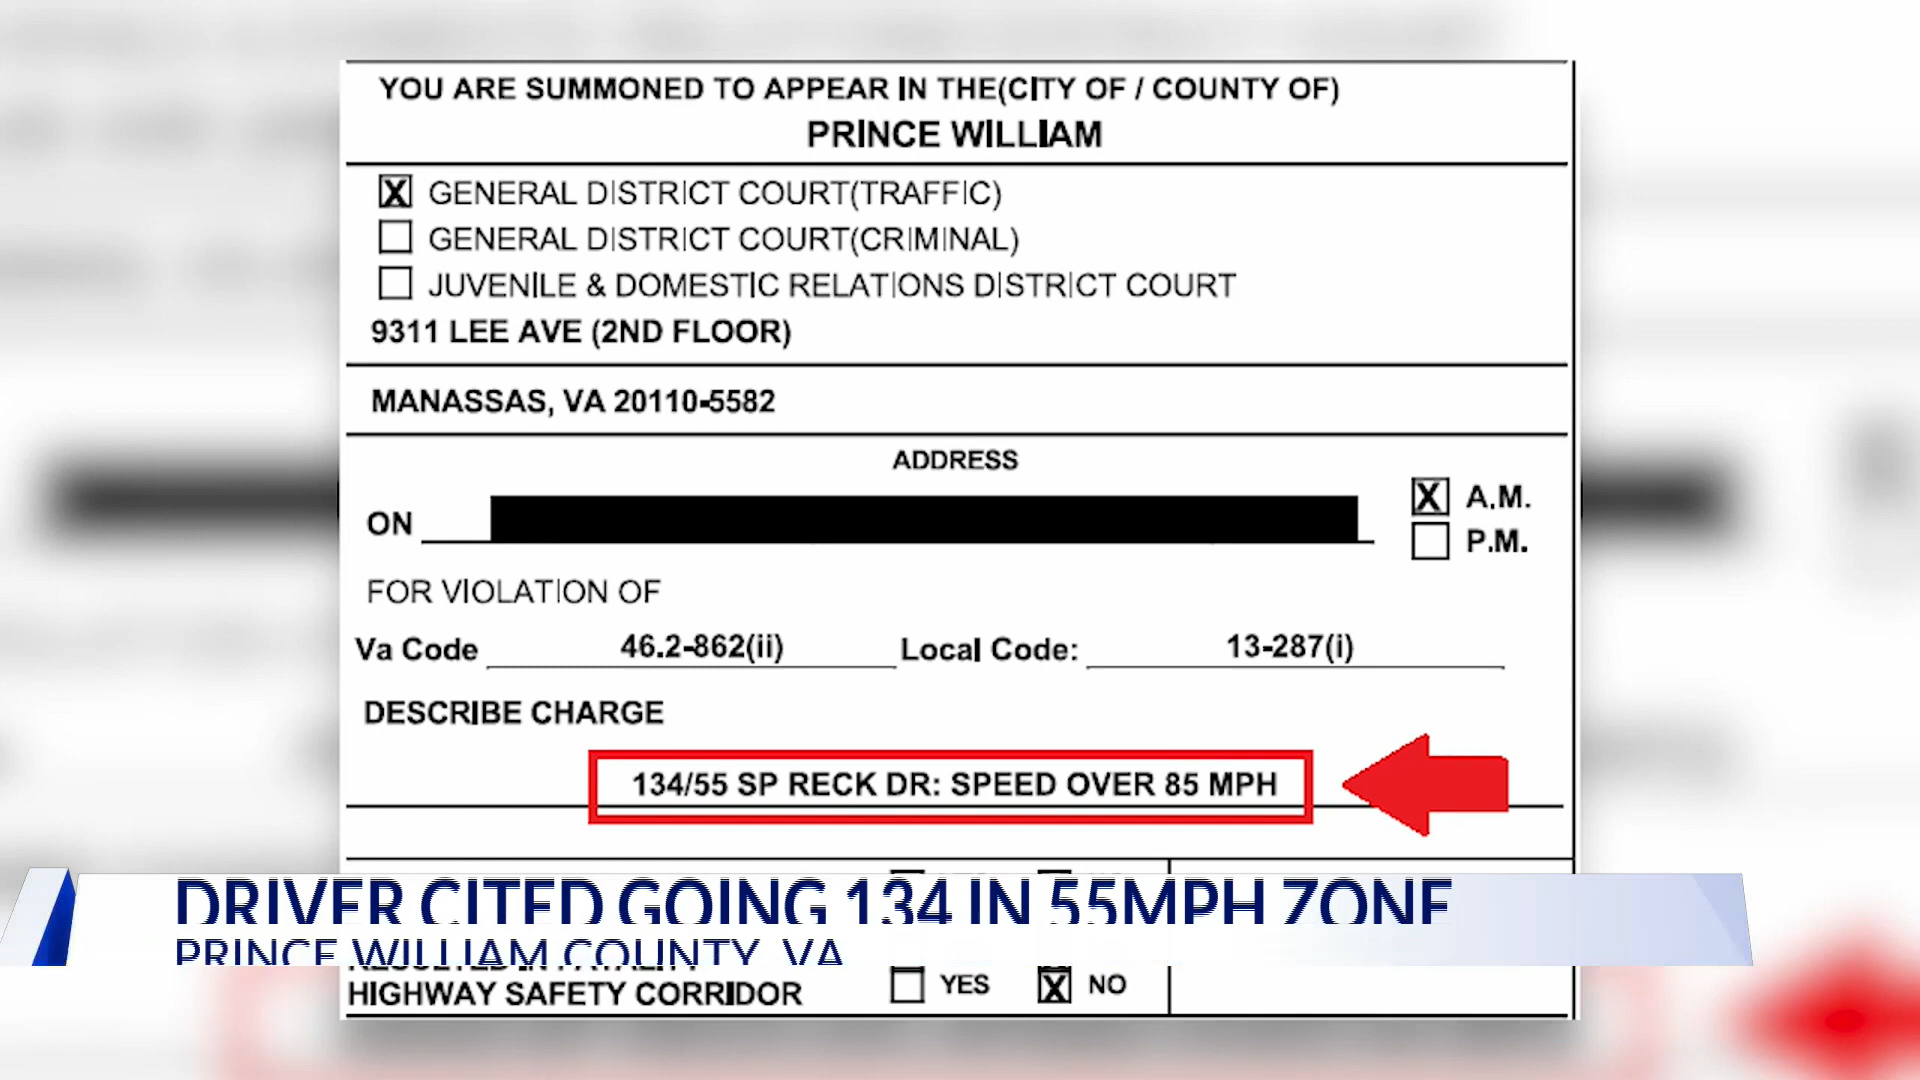 YOU ARE SUMMONED TO APPEAR IN THE(CITY OF / COUNTY OF)
PRINCE WILLIAM
X GENERAL DISTRICT COURT(TRAFFIC)
GENERAL DISTRICT COURT(CRIMINAL)
JUVENILE & DOMESTIC RELATIONS DISTRICT COURT
9311 LEE AVE (2ND FLOOR)
MANASSAS, VA 20110-5582
ADDRESS
ON
X A.M.
P.M.
FOR VIOLATION OF
Va Code 46.2-862(ii) Local Code: 13-287(i)
DESCRIBE CHARGE
134/55 SP RECK DR: SPEED OVER 85 MPH
DRIVER CITED GOING 134 IN 55MPH ZONE
PRINCE WILLIAM COUNTY, VA
HIGHWAY SAFETY CORRIDOR YES X NO